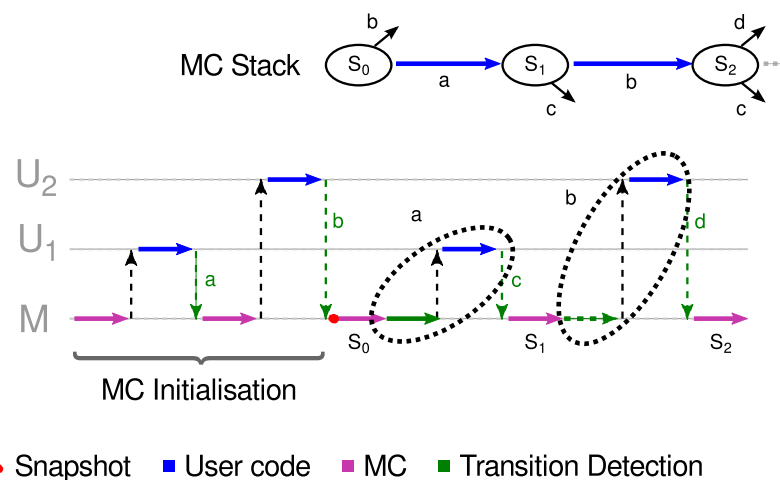 b d
MC Stack S0 S1 S2
a b
c c
U2
b a b d
U1
a c
M
S0 S1 S2
MC Initialisation
Snapshot User code MC Transition Detection